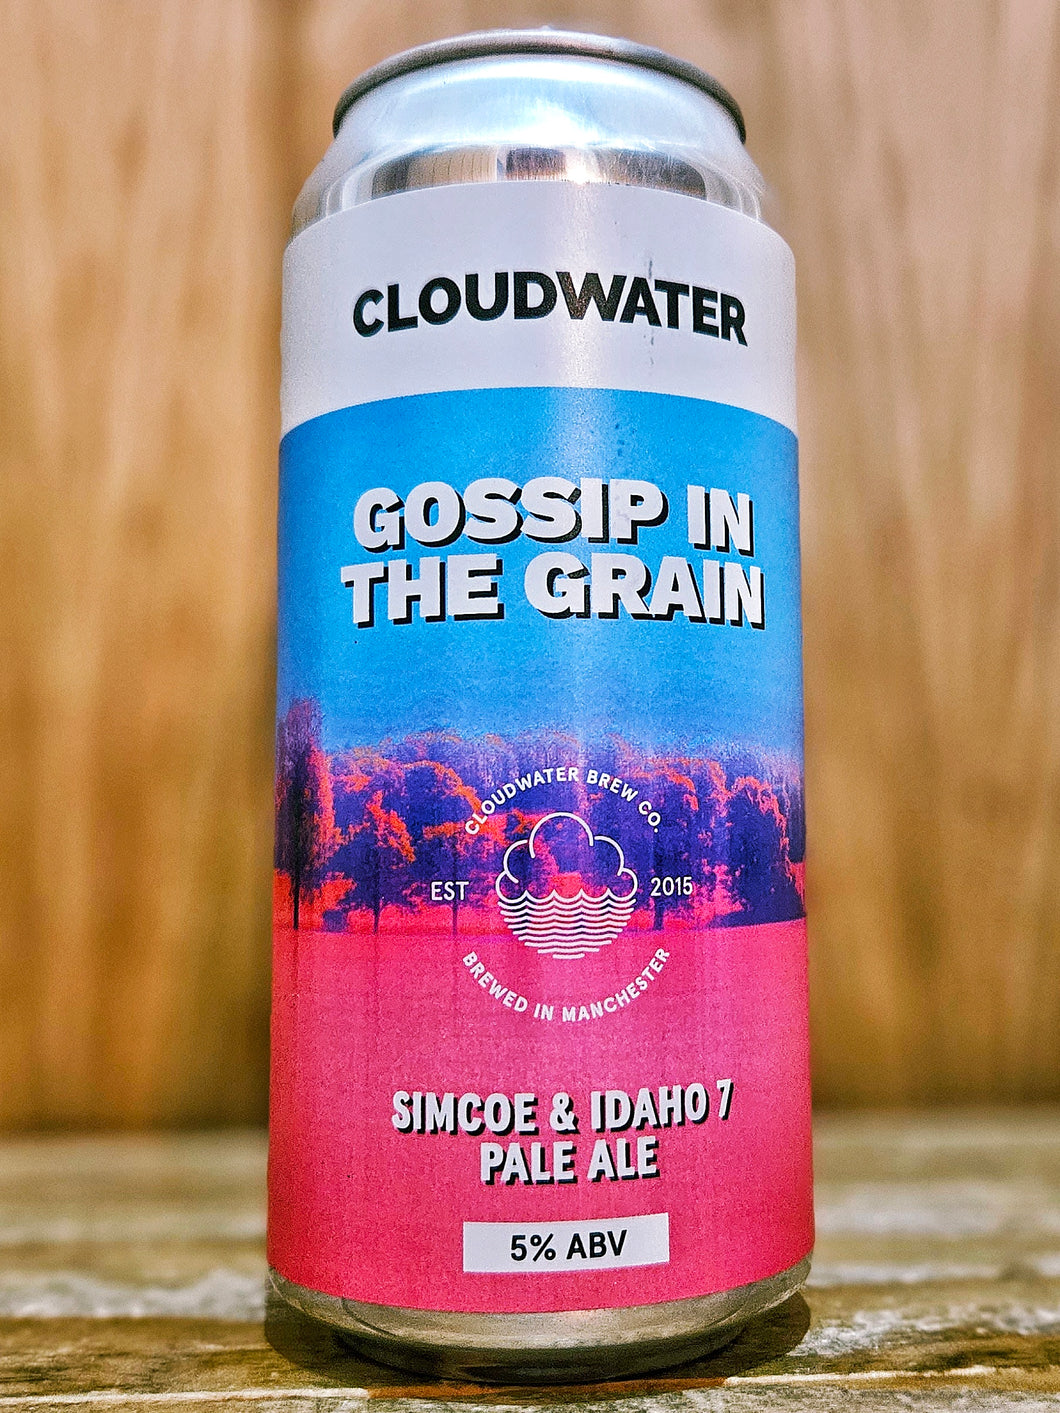 CLOUDWATER
GOSSIP IN
THE GRAIN
CLOUDWATER BREW CO.
EST 2015
BREWED IN MANCHESTER
SIMCOE & IDAHO 7
PALE ALE
5% ABV